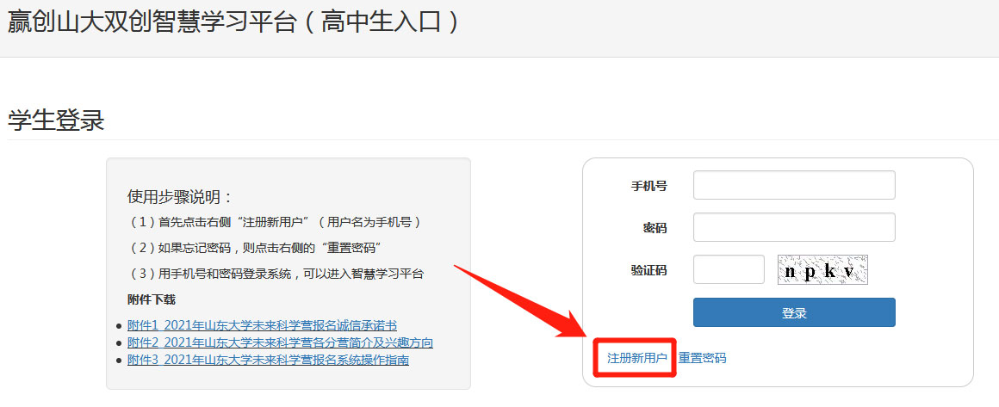 赢创山大双创智慧学习平台（高中生入口）
学生登录
使用步骤说明：
（1）首先点击右侧“注册新用户”（用户名为手机号）
（2）如果忘记密码，则点击右侧的“重置密码”
（3）用手机号和密码登录系统，可以进入智慧学习平台
附件下载
附件1_2021年山东大学未来科学营报名诚信承诺书
附件2_2021年山东大学未来科学营各分营简介及兴趣方向
附件3_2021年山东大学未来科学营报名系统操作指南
手机号
密码
验证码 npkv
登录
注册新用户 重置密码